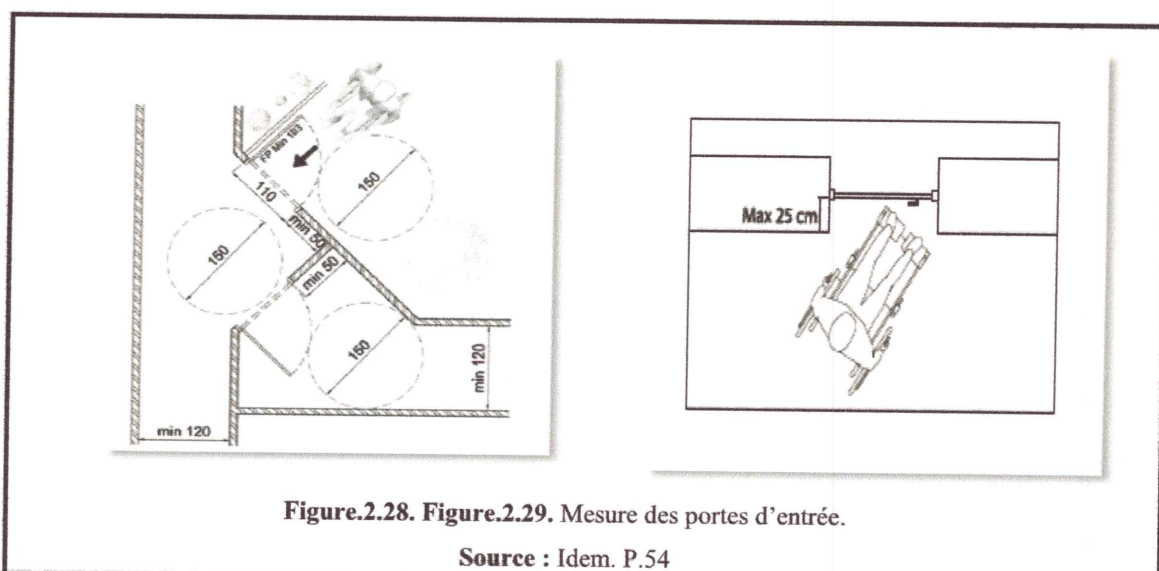 FP Min 103
110
150
min 50
150
min 50
150
min 120
min 120
Max 25 cm
Figure.2.28. Figure.2.29. Mesure des portes d’entrée.
Source : Idem. P.54